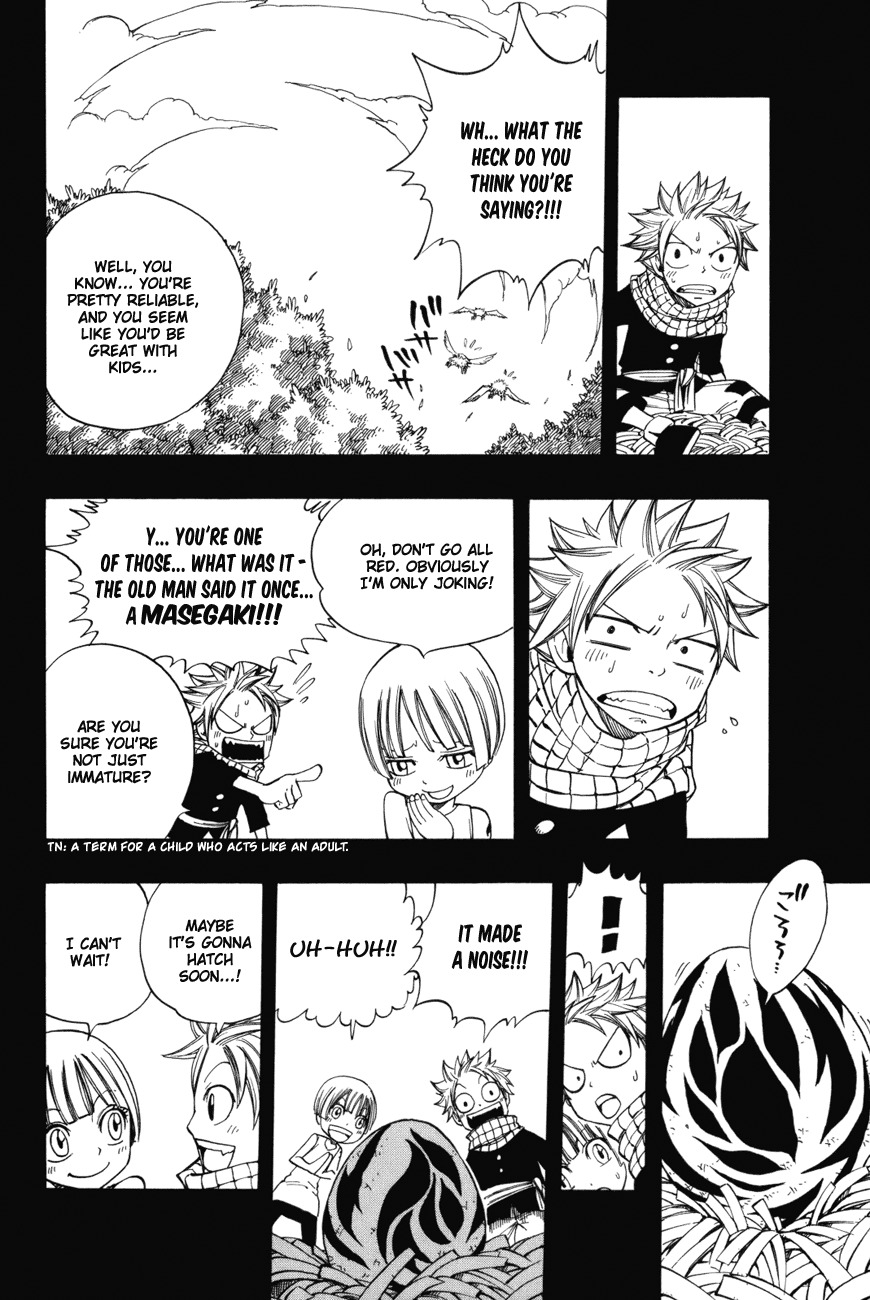 WH... WHAT THE
HECK DO YOU
THINK YOU'RE
SAYING?!!!
WELL, YOU
KNOW... YOU'RE
PRETTY RELIABLE,
AND YOU SEEM
LIKE YOU'D BE
GREAT WITH
KIDS...
OH, DON'T GO ALL
RED. OBVIOUSLY
I'M ONLY JOKING!
Y... YOU'RE ONE
OF THOSE... WHAT WAS IT -
THE OLD MAN SAID IT ONCE...
A MASEGAKI!!!
ARE YOU
SURE YOU'RE
NOT JUST
IMMATURE?
TN: A TERM FOR A CHILD WHO ACTS LIKE AN ADULT.
!!
IT MADE
A NOISE!!!
UH-HUH!!
MAYBE
IT'S GONNA
HATCH
SOON...!
I CAN'T
WAIT!